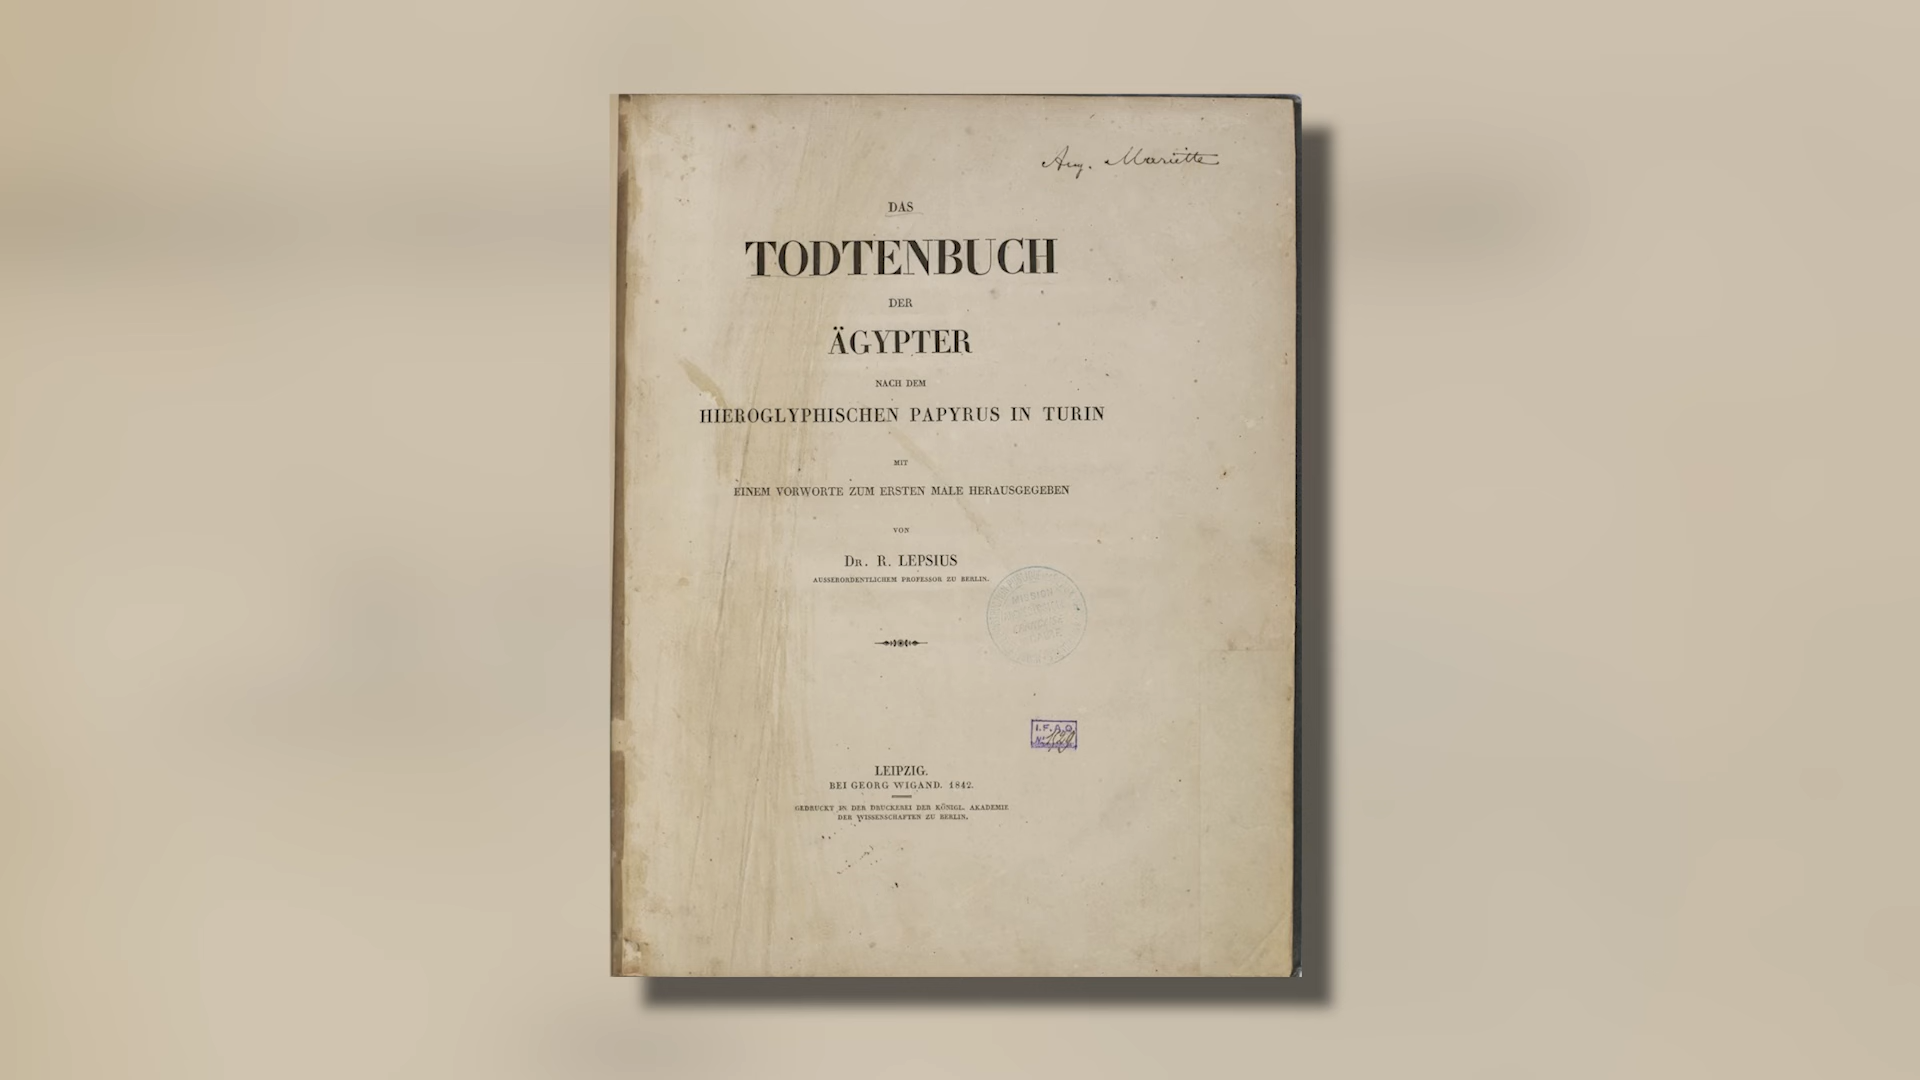 Aug. Mariette
DAS
TODTENBUCH
DER
ÄGYPTER
NACH DEM
HIEROGLYPHISCHEN PAPYRUS IN TURIN
MIT
EINEM VORWORTE ZUM ERSTEN MALE HERAUSGEGEBEN
VON
DR. R. LEPSIUS
AUSSERORDENTLICHEM PROFESSOR ZU BERLIN.
MISSION
I.F.A.O.
LEIPZIG.
BEI GEORG WIGAND. 1842.
GEDRUCKT IN DER DRUCKEREI DER KÖNIGL. AKADEMIE
DER WISSENSCHAFTEN ZU BERLIN.